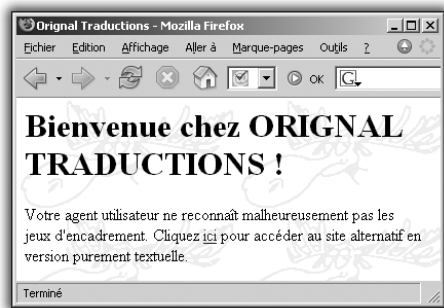 Orignal Traductions - Mozilla Firefox
Fichier Edition Affichage Aller à Marque-pages Outils ?
OK G
Bienvenue chez ORIGNAL
TRADUCTIONS !
Votre agent utilisateur ne reconnaît malheureusement pas les
jeux d'encadrement. Cliquez ici pour accéder au site alternatif en
version purement textuelle.
Terminé